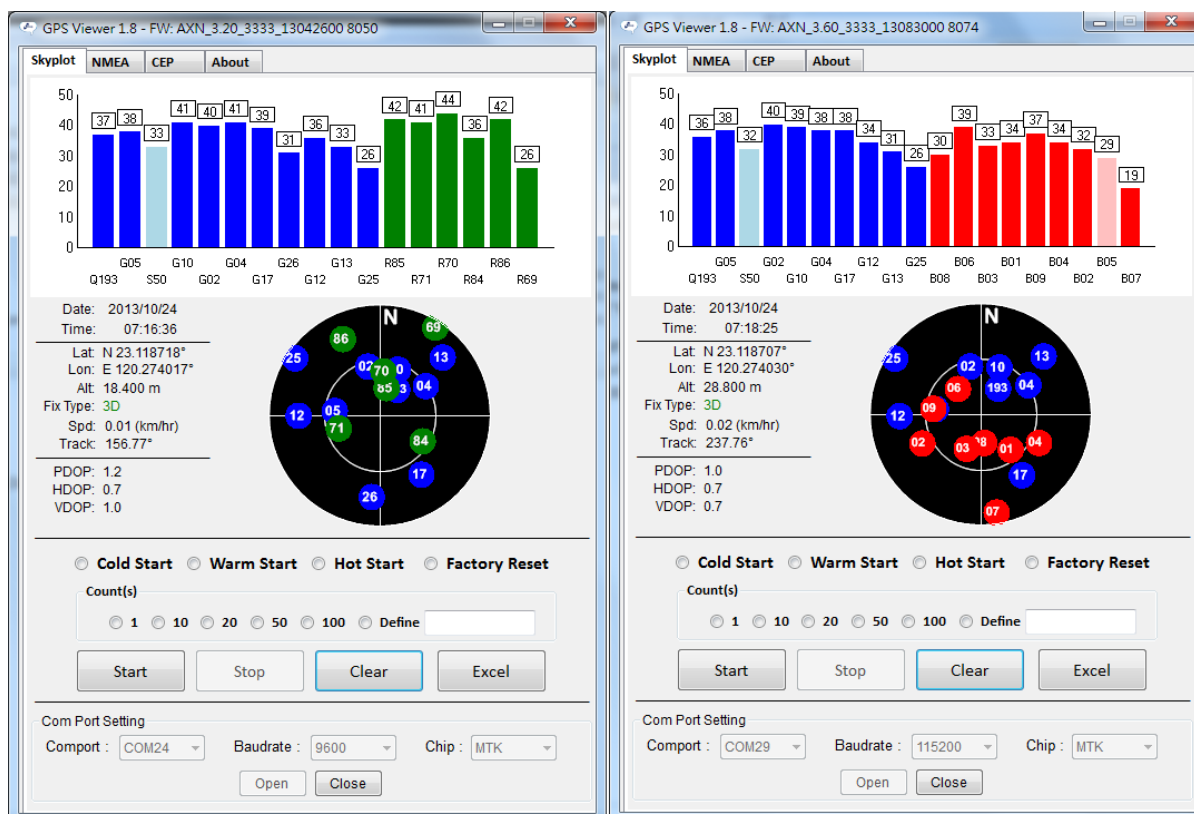 GPS Viewer 1.8 - FW: AXN_3.20_3333_13042600 8050
Skyplot NMEA CEP About
50
40
30
20
10
0
37 38 33 41 40 41 39 31 36 33 26 42 41 44 36 42 26
G05 G10 G04 G26 G13 R85 R70 R86
Q193 S50 G02 G17 G12 G25 R71 R84 R69
Date: 2013/10/24
Time: 07:16:36
Lat: N 23.118718°
Lon: E 120.274017°
Alt: 18.400 m
Fix Type: 3D
Spd: 0.01 (km/hr)
Track: 156.77°
PDOP: 1.2
HDOP: 0.7
VDOP: 1.0
N
69
86
25 02 70 0 13
85 3 04
12 05
71 84
17
26
Cold Start Warm Start Hot Start Factory Reset
Count(s)
1 10 20 50 100 Define
Start Stop Clear Excel
Com Port Setting
Comport : COM24 Baudrate : 9600 Chip : MTK
Open Close
GPS Viewer 1.8 - FW: AXN_3.60_3333_13083000 8074
Skyplot NMEA CEP About
50
40
30
20
10
0
36 38 32 40 39 38 38 34 31 26 30 39 33 34 37 34 32 29 19
G05 G02 G04 G12 G25 B06 B01 B04 B05
Q193 S50 G10 G17 G13 B08 B03 B09 B02 B07
Date: 2013/10/24
Time: 07:18:25
Lat: N 23.118707°
Lon: E 120.274030°
Alt: 28.800 m
Fix Type: 3D
Spd: 0.02 (km/hr)
Track: 237.76°
PDOP: 1.0
HDOP: 0.7
VDOP: 0.7
N
25 02 10 13
06 193 04
12 09
02 03 08 01 04
17
07
Cold Start Warm Start Hot Start Factory Reset
Count(s)
1 10 20 50 100 Define
Start Stop Clear Excel
Com Port Setting
Comport : COM29 Baudrate : 115200 Chip : MTK
Open Close